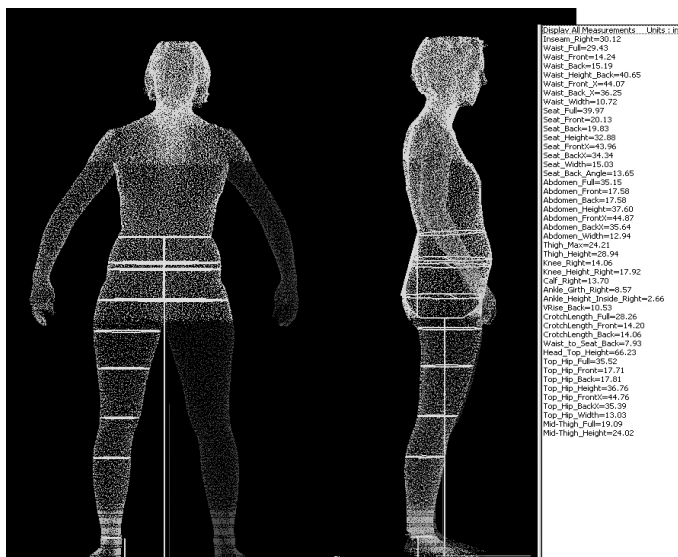 Display All Measurements Units : in
Inseam_Right=30.12
Waist_Full=29.43
Waist_Front=14.24
Waist_Back=15.19
Waist_Height_Back=40.65
Waist_Front_X=44.07
Waist_Back_X=36.25
Waist_Width=10.72
Seat_Full=39.97
Seat_Front=20.13
Seat_Back=19.83
Seat_Height=32.88
Seat_FrontX=43.96
Seat_BackX=34.34
Seat_Width=15.03
Seat_Back_Angle=13.65
Abdomen_Full=35.15
Abdomen_Front=17.58
Abdomen_Back=17.58
Abdomen_Height=37.60
Abdomen_FrontX=44.87
Abdomen_BackX=35.64
Abdomen_Width=12.94
Thigh_Max=24.21
Thigh_Height=28.94
Knee_Right=14.06
Knee_Height_Right=17.92
Calf_Right=13.70
Ankle_Girth_Right=8.57
Ankle_Height_Inside_Right=2.66
VRise_Back=10.53
CrotchLength_Full=28.26
CrotchLength_Front=14.20
CrotchLength_Back=14.06
Waist_to_Seat_Back=7.93
Head_Top_Height=66.23
Top_Hip_Full=35.52
Top_Hip_Front=17.71
Top_Hip_Back=17.81
Top_Hip_Height=36.76
Top_Hip_FrontX=44.76
Top_Hip_BackX=35.39
Top_Hip_Width=13.03
Mid-Thigh_Full=19.09
Mid-Thigh_Height=24.02